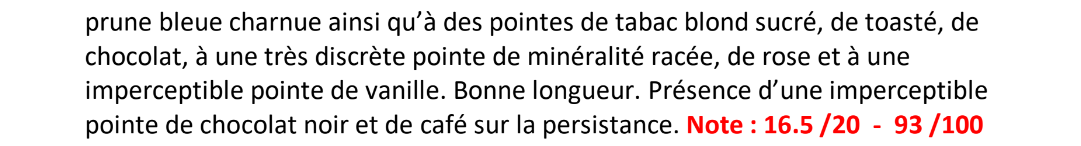 prune bleue charnue ainsi qu’à des pointes de tabac blond sucré, de toasté, de
chocolat, à une très discrète pointe de minéralité racée, de rose et à une
imperceptible pointe de vanille. Bonne longueur. Présence d’une imperceptible
pointe de chocolat noir et de café sur la persistance. Note : 16.5 /20 - 93 /100